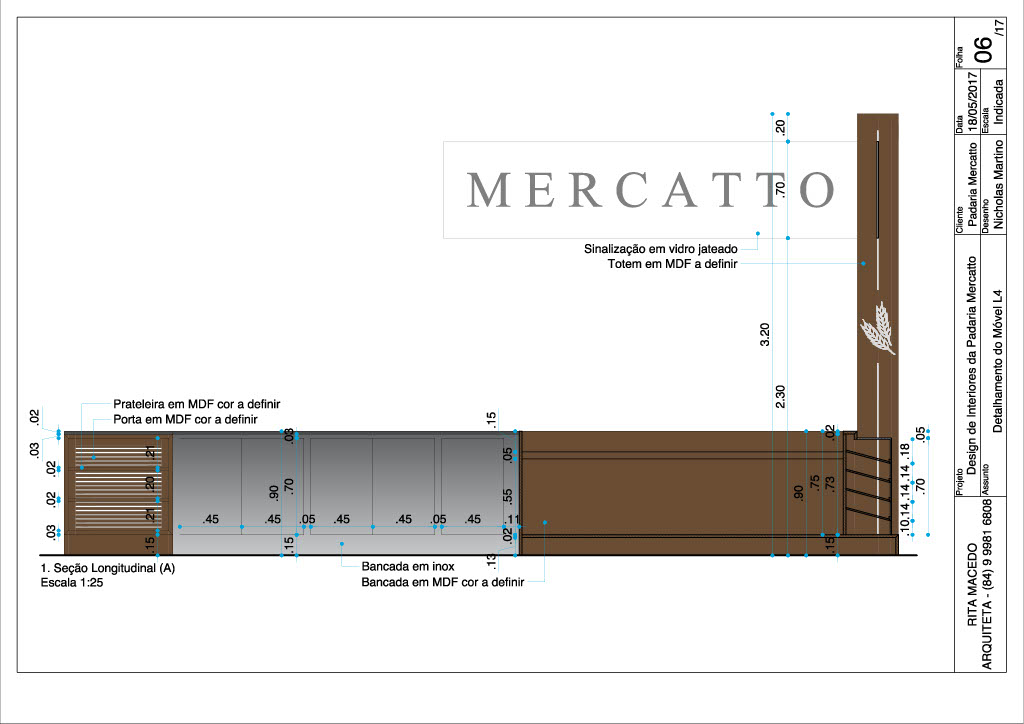 MERCATTO
Sinalização em vidro jateado
Totem em MDF a definir
.20
.70
3.20
2.30
Prateleira em MDF cor a definir
Porta em MDF cor a definir
.02
.03
.02
.02
.03
.21
.20
.21
.15
.03
.90
.70
.15
.45
.45
.05
.45
.45
.05
.45
.11
.15
.05
.55
.02
.13
.02
.90
.75
.73
.15
.18
.14
.14
.14
.10
.05
.70
Bancada em inox
Bancada em MDF cor a definir
1. Seção Longitudinal (A)
Escala 1:25
RITA MACEDO
ARQUITETA - (84) 9 9981 6808
Projeto
Design de Interiores da Padaria Mercatto
Assunto
Detalhamento do Móvel L4
Cliente
Padaria Mercatto
Desenho
Nicholas Martino
Data
18/05/2017
Escala
Indicada
Folha
06
/17